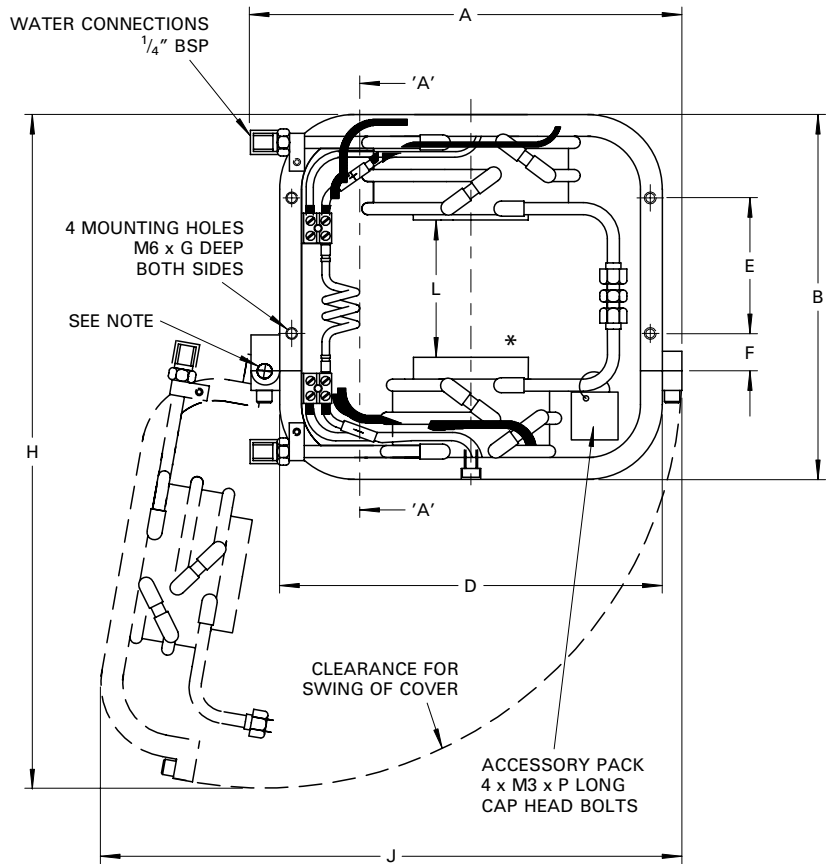 WATER CONNECTIONS
1/4″ BSP
A
'A'
4 MOUNTING HOLES
M6 x G DEEP
BOTH SIDES
L
E
B
SEE NOTE
*
F
+
−
H
'A'
D
CLEARANCE FOR
SWING OF COVER
ACCESSORY PACK
4 x M3 x P LONG
CAP HEAD BOLTS
J